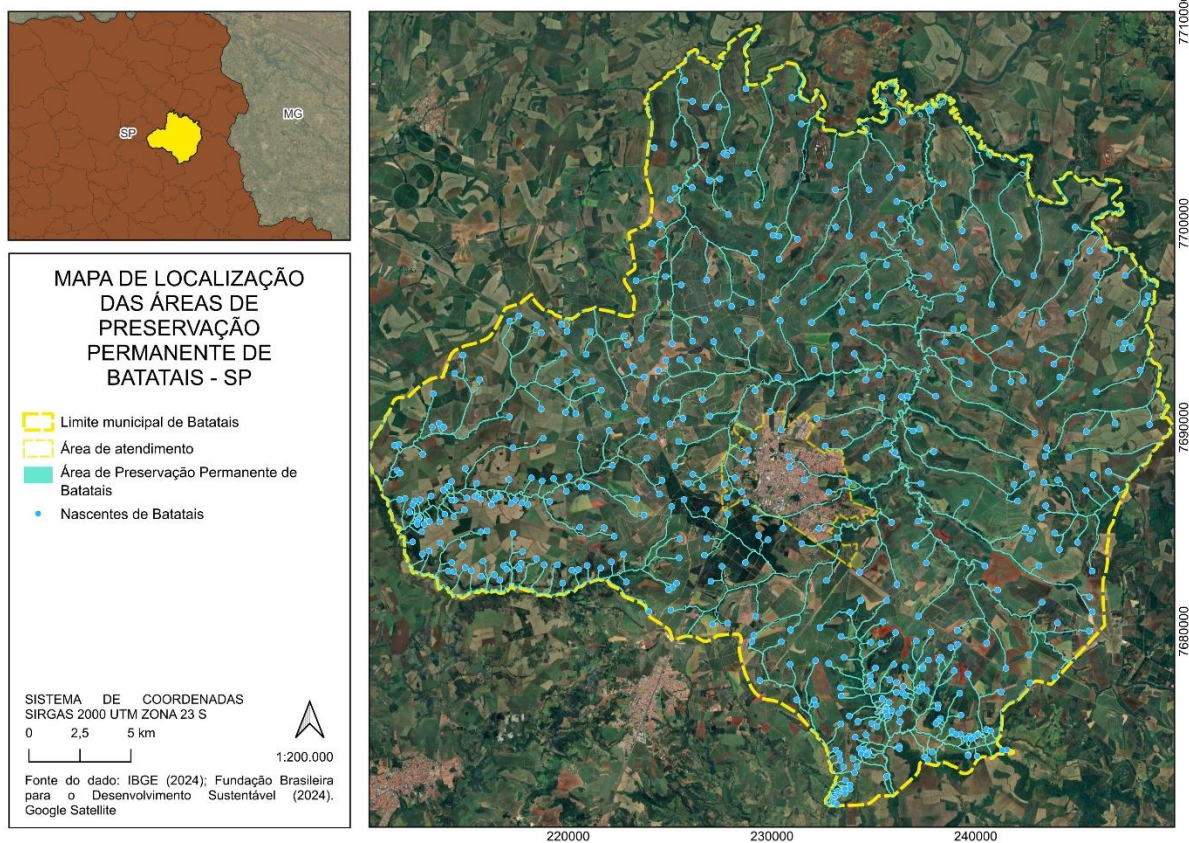 SP
MG
MAPA DE LOCALIZAÇÃO
DAS ÁREAS DE
PRESERVAÇÃO
PERMANENTE DE
BATATAIS - SP
Limite municipal de Batatais
Área de atendimento
Área de Preservação Permanente de
Batatais
Nascentes de Batatais
SISTEMA DE COORDENADAS
SIRGAS 2000 UTM ZONA 23 S
0 2,5 5 km
1:200.000
Fonte do dado: IBGE (2024); Fundação Brasileira
para o Desenvolvimento Sustentável (2024).
Google Satellite
7710000
7700000
7690000
7680000
220000 230000 240000